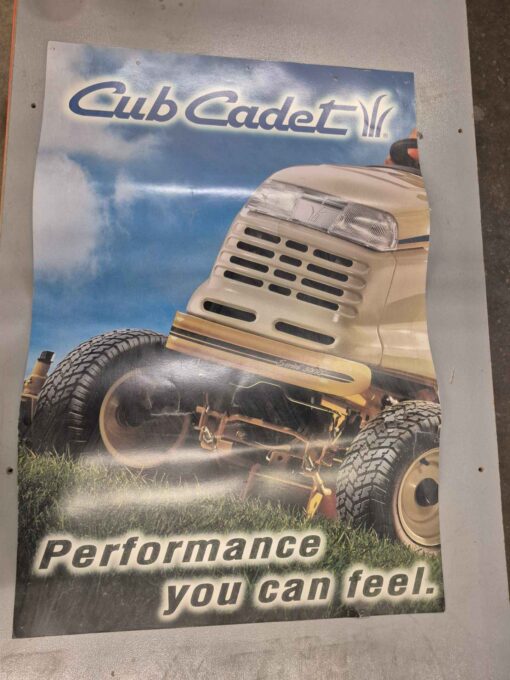 Cub Cadet
Performance
you can feel.